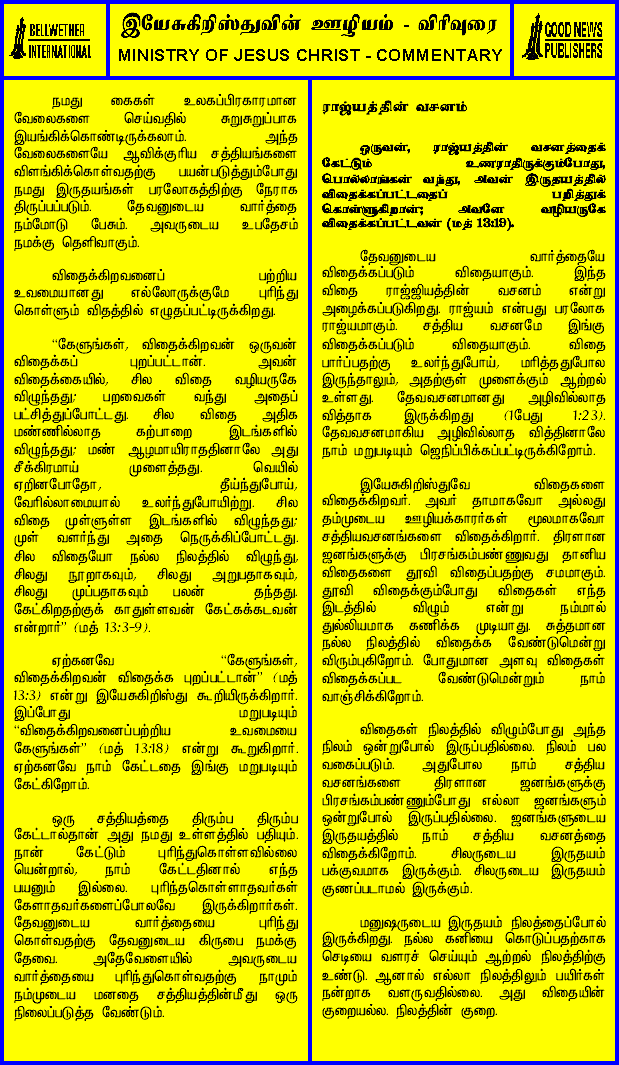 BELLWETHER
INTERNATIONAL
இயேசுகிறிஸ்துவின் ஊழியம் - விரிவுரை
MINISTRY OF JESUS CHRIST - COMMENTARY
GOOD NEWS
PUBLISHERS
நமது கைகள் உலகப்பிரகாரமான
வேலைகளை செய்வதில் சுறுசுறுப்பாக
இயங்கிக்கொண்டிருக்கலாம். அந்த
வேலைகளையே ஆவிக்குரிய சத்தியங்களை
விளங்கிக்கொள்வதற்கு பயன்படுத்தும்போது
நமது இருதயங்கள் பரலோகத்திற்கு நேராக
திருப்பப்படும். தேவனுடைய வார்த்தை
நம்மோடு பேசும். அவருடைய உபதேசம்
நமக்கு தெளிவாகும்.
விதைக்கிறவனைப் பற்றிய
உவமையானது எல்லோருக்குமே புரிந்து
கொள்ளும் விதத்தில் எழுதப்பட்டிருக்கிறது.
“கேளுங்கள், விதைக்கிறவன் ஒருவன்
விதைக்கப் புறப்பட்டான். அவன்
விதைக்கையில், சில விதை வழியருகே
விழுந்தது; பறவைகள் வந்து அதைப்
பட்சித்துப்போட்டது. சில விதை அதிக
மண்ணில்லாத கற்பாறை இடங்களில்
விழுந்தது; மண் ஆழமாயிராததினாலே அது
சீக்கிரமாய் முளைத்தது. வெயில்
ஏறினபோதோ, தீய்ந்துபோய்,
வேரில்லாமையால் உலர்ந்துபோயிற்று. சில
விதை முள்ளுள்ள இடங்களில் விழுந்தது;
முள் வளர்ந்து அதை நெருக்கிப்போட்டது.
சில விதையோ நல்ல நிலத்தில் விழுந்து,
சிலது நூறாகவும், சிலது அறுபதாகவும்,
சிலது முப்பதாகவும் பலன் தந்தது.
கேட்கிறதற்குக் காதுள்ளவன் கேட்கக்கடவன்
என்றார்” (மத் 13:3-9).
ஏற்கனவே “கேளுங்கள்,
விதைக்கிறவன் விதைக்க புறப்பட்டான்” (மத்
13:3) என்று இயேசுகிறிஸ்து கூறியிருக்கிறார்.
இப்போது மறுபடியும்
“விதைக்கிறவனைப்பற்றிய உவமையை
கேளுங்கள்” (மத் 13:18) என்று கூறுகிறார்.
ஏற்கனவே நாம் கேட்டதை இங்கு மறுபடியும்
கேட்கிறோம்.
ஒரு சத்தியத்தை திரும்ப திரும்ப
கேட்டால்தான் அது நமது உள்ளத்தில் பதியும்.
நான் கேட்டும் புரிந்துகொள்ளவில்லை
யென்றால், நாம் கேட்டதினால் எந்த
பயனும் இல்லை. புரிந்தகொள்ளாதவர்கள்
கேளாதவர்களைப்போலவே இருக்கிறார்கள்.
தேவனுடைய வார்த்தையை புரிந்து
கொள்வதற்கு தேவனுடைய கிருபை நமக்கு
தேவை. அதேவேளையில் அவருடைய
வார்த்தையை புரிந்துகொள்வதற்கு நாமும்
நம்முடைய மனதை சத்தியத்தின்மீது ஒரு
நிலைப்படுத்த வேண்டும்.
ராஜ்யத்தின் வசனம்
ஒருவன், ராஜ்யத்தின் வசனத்தைக்
கேட்டும் உணராதிருக்கும்போது,
பொல்லாங்கன் வந்து, அவன் இருதயத்தில்
விதைக்கப்பட்டதைப் பறித்துக்
கொள்ளுகிறான்; அவனே வழியருகே
விதைக்கப்பட்டவன் (மத் 13:19).
தேவனுடைய வார்த்தையே
விதைக்கப்படும் விதையாகும். இந்த
விதை ராஜ்ஜியத்தின் வசனம் என்று
அழைக்கப்படுகிறது. ராஜ்யம் என்பது பரலோக
ராஜ்யமாகும். சத்திய வசனமே இங்கு
விதைக்கப்படும் விதையாகும். விதை
பார்ப்பதற்கு உலர்ந்துபோய், மரித்ததுபோல
இருந்தாலும், அதற்குள் முளைக்கும் ஆற்றல்
உள்ளது. தேவவசனமானது அழிவில்லாத
வித்தாக இருக்கிறது (1பேது 1:23).
தேவவசனமாகிய அழிவில்லாத வித்தினாலே
நாம் மறுபடியும் ஜெநிப்பிக்கப்பட்டிருக்கிறோம்.
இயேசுகிறிஸ்துவே விதைகளை
விதைக்கிறவர். அவர் தாமாகவோ அல்லது
தம்முடைய ஊழியக்காரர்கள் மூலமாகவோ
சத்தியவசனங்களை விதைக்கிறார். திரளான
ஜனங்களுக்கு பிரசங்கம்பண்ணுவது தானிய
விதைகளை தூவி விதைப்பதற்கு சமமாகும்.
தூவி விதைக்கும்போது விதைகள் எந்த
இடத்தில் விழும் என்று நம்மால்
துல்லியமாக கணிக்க முடியாது. சுத்தமான
நல்ல நிலத்தில் விதைக்க வேண்டுமென்று
விரும்புகிறோம். போதுமான அளவு விதைகள்
விதைக்கப்பட வேண்டுமென்றும் நாம்
வாஞ்சிக்கிறோம்.
விதைகள் நிலத்தில் விழும்போது அந்த
நிலம் ஒன்றுபோல் இருப்பதில்லை. நிலம் பல
வகைப்படும். அதுபோல நாம் சத்திய
வசனங்களை திரளான ஜனங்களுக்கு
பிரசங்கம்பண்ணும்போது எல்லா ஜனங்களும்
ஒன்றுபோல் இருப்பதில்லை. ஜனங்களுடைய
இருதயத்தில் நாம் சத்திய வசனத்தை
விதைக்கிறோம். சிலருடைய இருதயம்
பக்குவமாக இருக்கும். சிலருடைய இருதயம்
குணப்படாமல் இருக்கும்.
மனுஷருடைய இருதயம் நிலத்தைப்போல்
இருக்கிறது. நல்ல கனியை கொடுப்பதற்காக
செடியை வளரச் செய்யும் ஆற்றல் நிலத்திற்கு
உண்டு. ஆனால் எல்லா நிலத்திலும் பயிர்கள்
நன்றாக வளருவதில்லை. அது விதையின்
குறையல்ல. நிலத்தின் குறை.